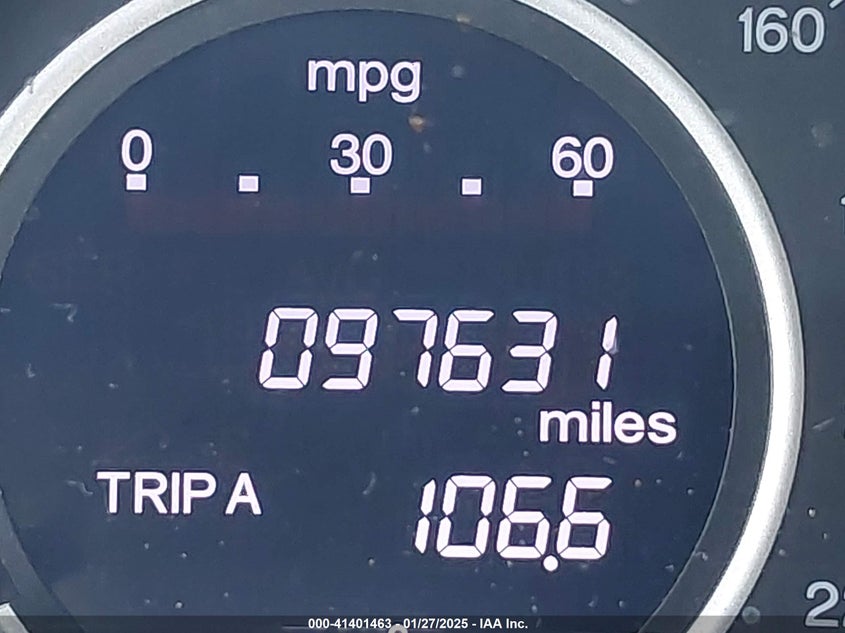 160
mpg
0 30 60
097631
miles
TRIP A 106.6
000-41401463 - 01/27/2025 - IAA Inc.